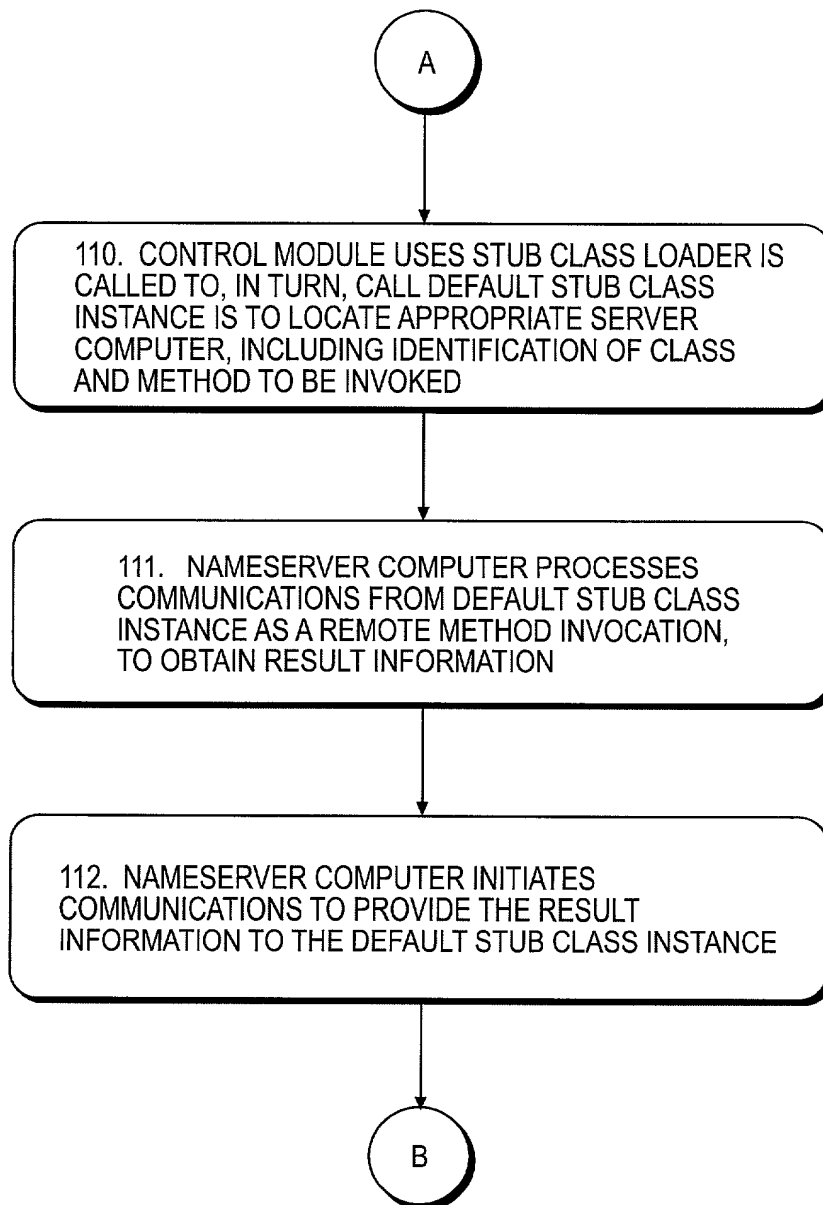 A
110. CONTROL MODULE USES STUB CLASS LOADER IS
CALLED TO, IN TURN, CALL DEFAULT STUB CLASS
INSTANCE IS TO LOCATE APPROPRIATE SERVER
COMPUTER, INCLUDING IDENTIFICATION OF CLASS
AND METHOD TO BE INVOKED
111. NAMESERVER COMPUTER PROCESSES
COMMUNICATIONS FROM DEFAULT STUB CLASS
INSTANCE AS A REMOTE METHOD INVOCATION,
TO OBTAIN RESULT INFORMATION
112. NAMESERVER COMPUTER INITIATES
COMMUNICATIONS TO PROVIDE THE RESULT
INFORMATION TO THE DEFAULT STUB CLASS INSTANCE
B